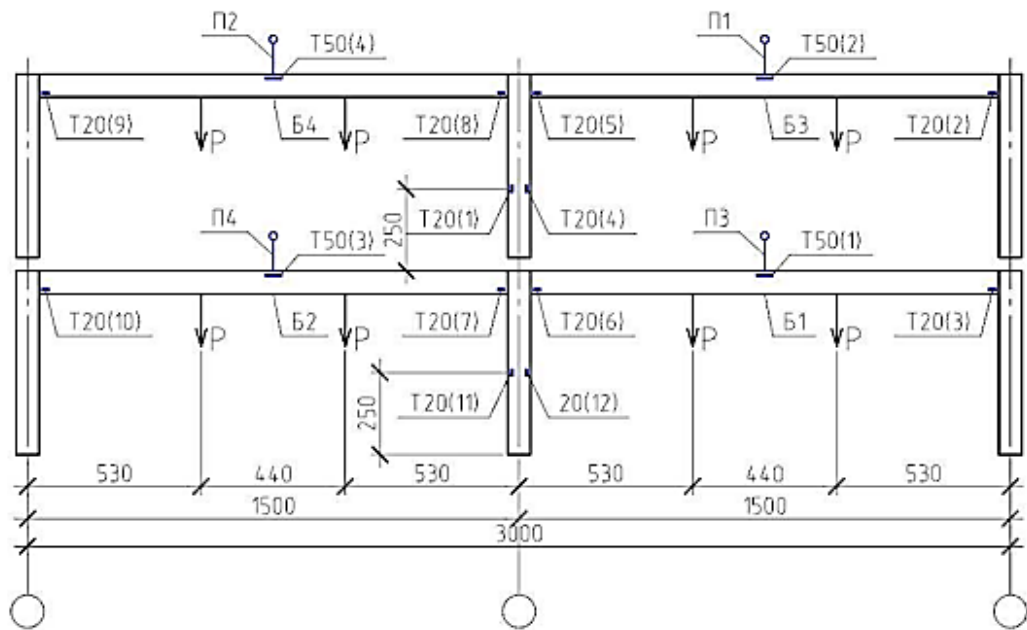 П2 П1
Т50(4) Т50(2)
Т20(9) Р Б4 Р Т20(8) Т20(5) Р Б3 Р Т20(2)
250 Т20(1) Т20(4)
П4 П3
Т50(3) Т50(1)
Т20(10) Р Б2 Р Т20(7) Т20(6) Р Б1 Р Т20(3)
250 Т20(11) 20(12)
530 440 530 530 440 530
1500 1500
3000